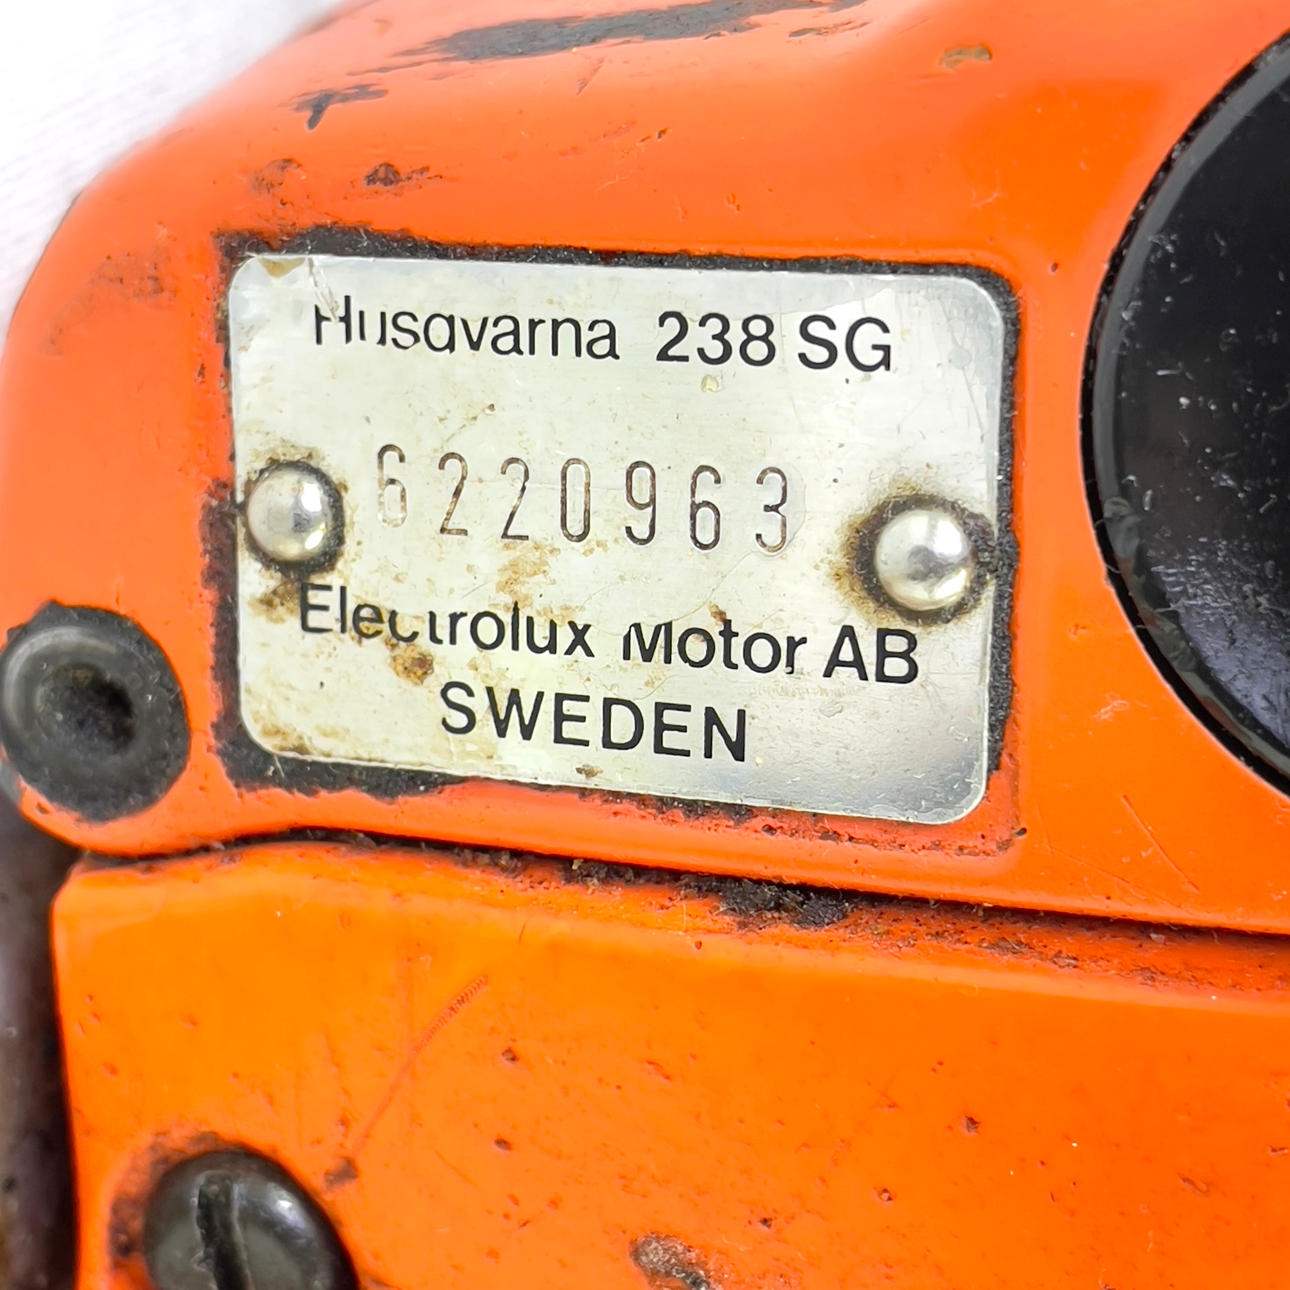 Husqvarna 238 SG
6220963
Electrolux Motor AB
SWEDEN